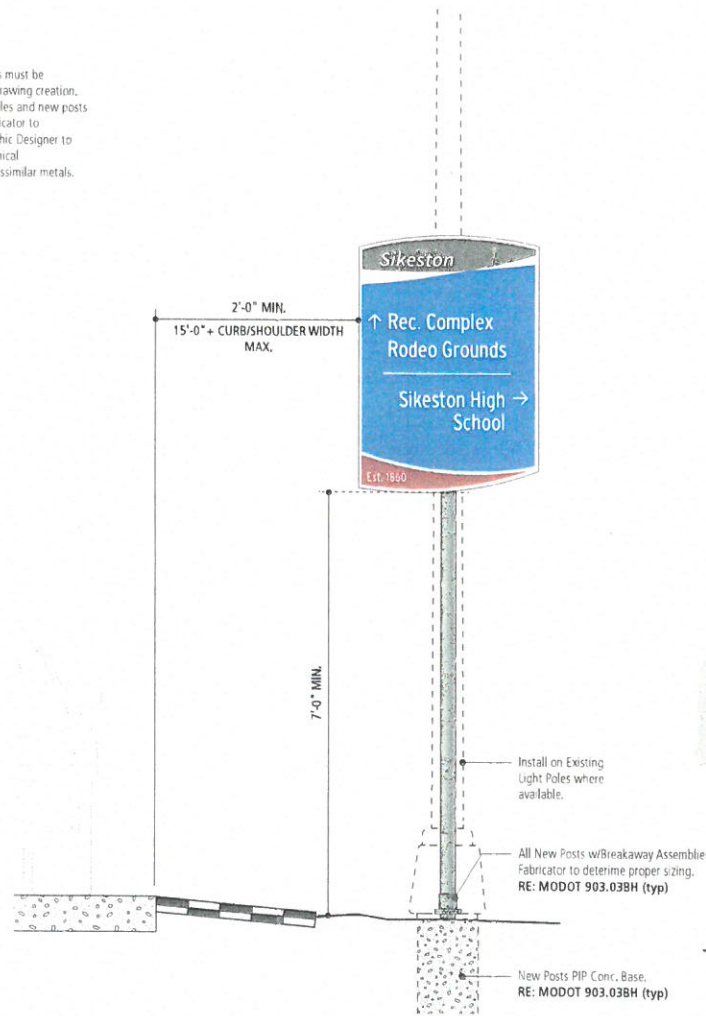 s must be
rawing creation.
les and new posts
icator to
hic Designer to
nical
ssimilar metals.
Sikeston
2'-0" MIN.
15'-0"+ CURB/SHOULDER WIDTH
MAX.
↑ Rec. Complex
Rodeo Grounds
Sikeston High →
School
Est. 1860
7'-0" MIN.
Install on Existing
Light Poles where
available.
All New Posts w/Breakaway Assemblie
Fabricator to deterime proper sizing.
RE: MODOT 903.03BH (typ)
New Posts PIP Conc. Base.
RE: MODOT 903.03BH (typ)